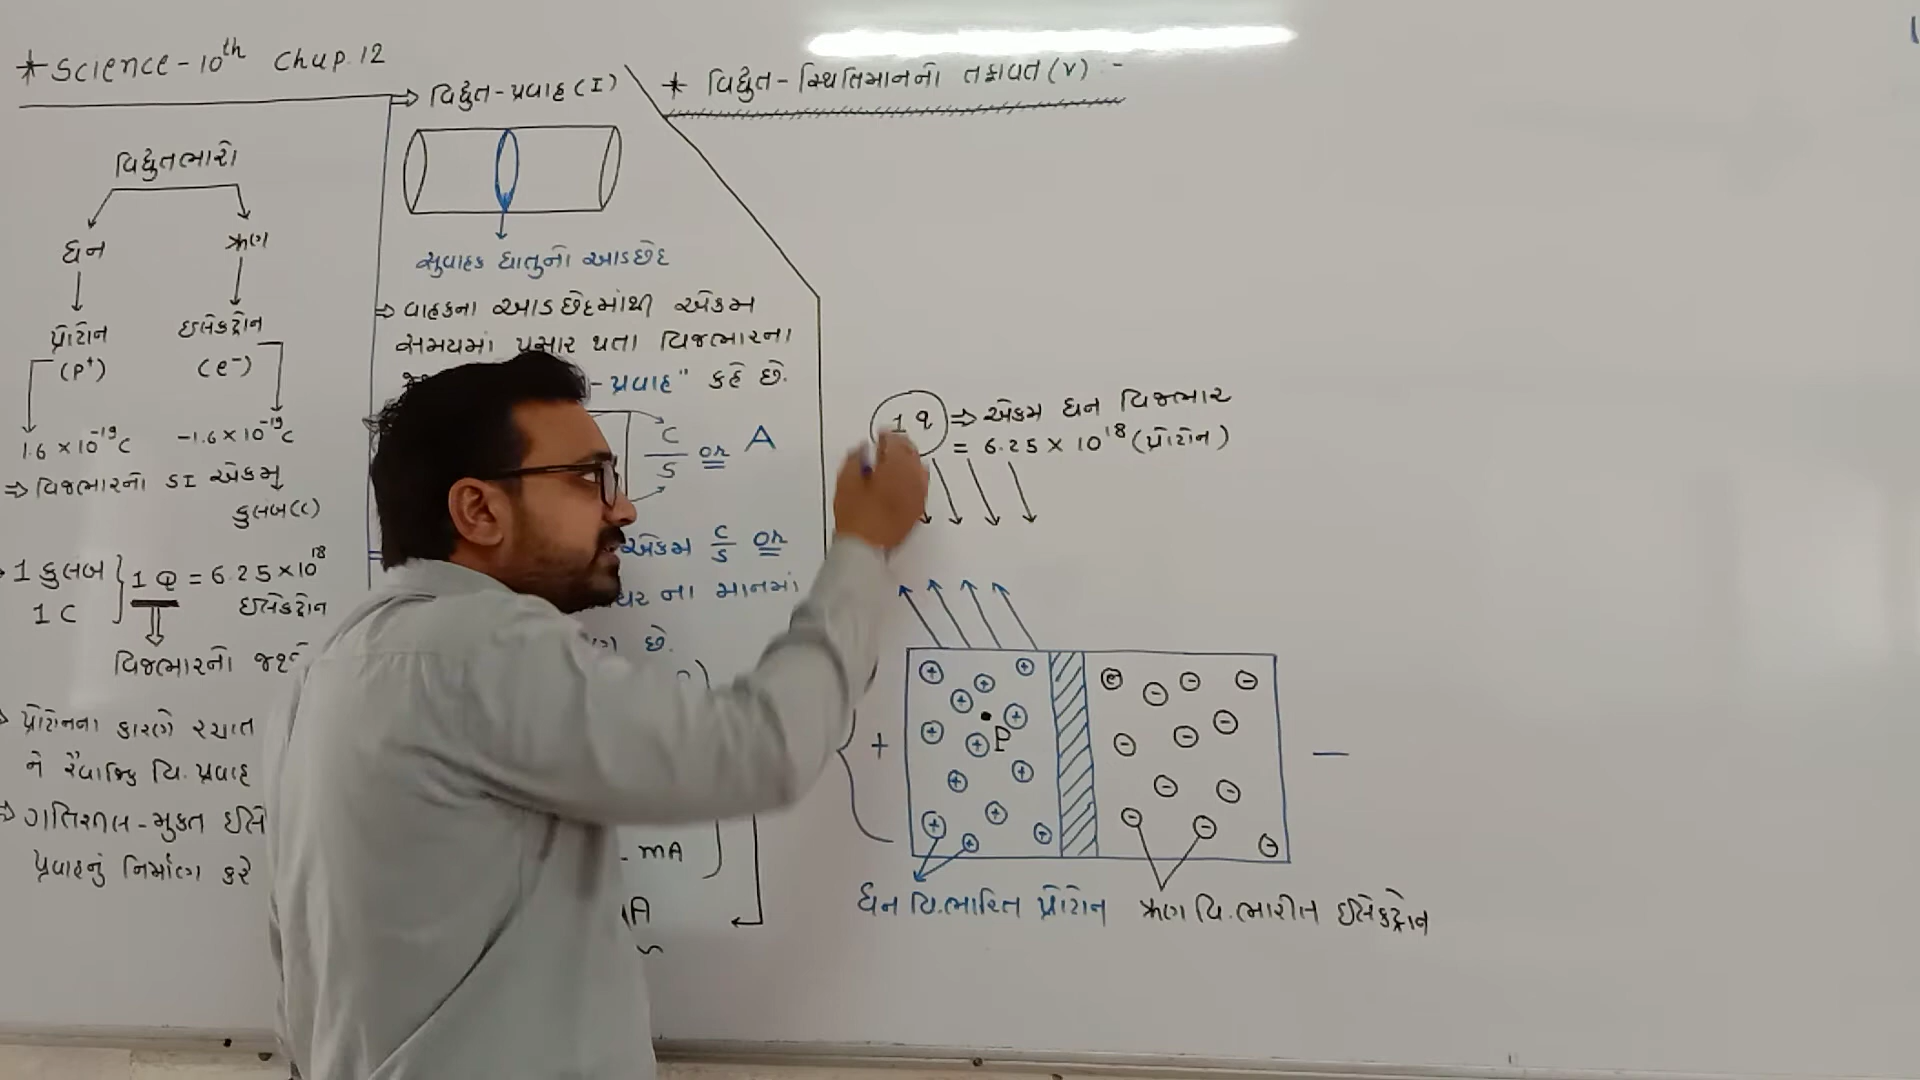 * Science - 10th Chap. 12
વિદ્યુતભારો
ધન
ઋણ
પ્રોટોન
(P⁺)
ઇલેક્ટ્રોન
(e⁻)
1.6 × 10⁻¹⁹ C
-1.6 × 10⁻¹⁹ C
⇒ વિજભારનો SI એકમ
કુલંબ (C)
1 કુલંબ
1 C
1 Q = 6.25 × 10¹⁸
ઇલેક્ટ્રોન
વિજભારનો
પ્રોટોનના કારણે રચાત
ને રૈવાજિક વિ. પ્રવાહ
⇒ ગતિશીલ - મુક્ત
પ્રવાહનું નિર્માણ કરે
⇒ વિદ્યુત - પ્રવાહ (I)
સુવાહક ધાતુનો આડછેદ
⇒ વાહકના આડછેદમાંથી એકમ
સમયમાં પસાર થતા વિજભારના
- પ્રવાહ" કહે છે.
C/S or A
એકમ C/S or
ના માનમાં
છે.
mA
* વિદ્યુત - સ્થિતિમાનનો તફાવત (V) :-
1 q ⇒ એકમ ધન વિજભાર
= 6.25 × 10¹⁸ (પ્રોટોન)
+
P
-
ધન વિ.ભારિત પ્રોટોન
ઋણ વિ.ભારીત ઇલેક્ટ્રોન